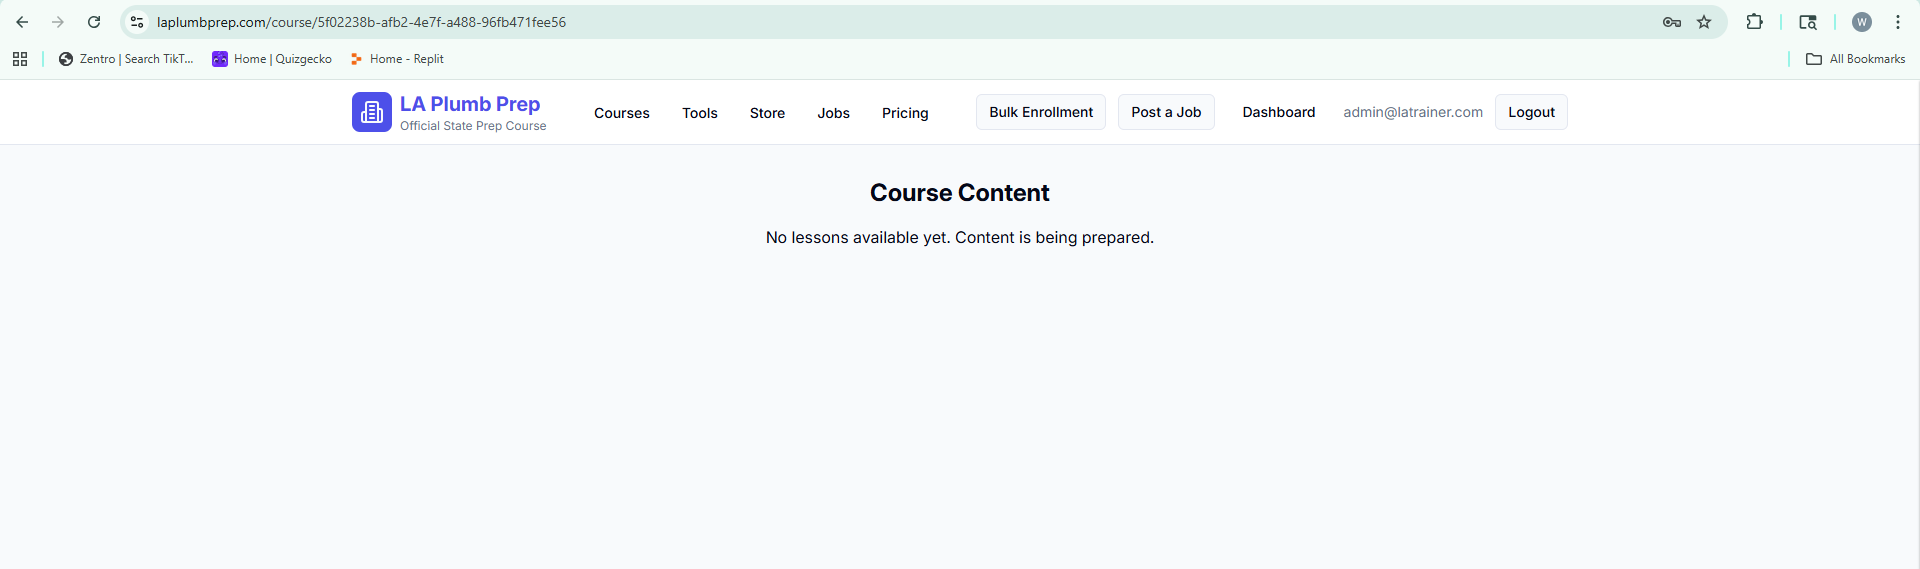 laplumbprep.com/course/5f02238b-afb2-4e7f-a488-96fb471fee56
W
Zentro | Search TikT...
Home | Quizgecko
Home - Replit
All Bookmarks
LA Plumb Prep
Official State Prep Course
Courses
Tools
Store
Jobs
Pricing
Bulk Enrollment
Post a Job
Dashboard
admin@latrainer.com
Logout
Course Content
No lessons available yet. Content is being prepared.